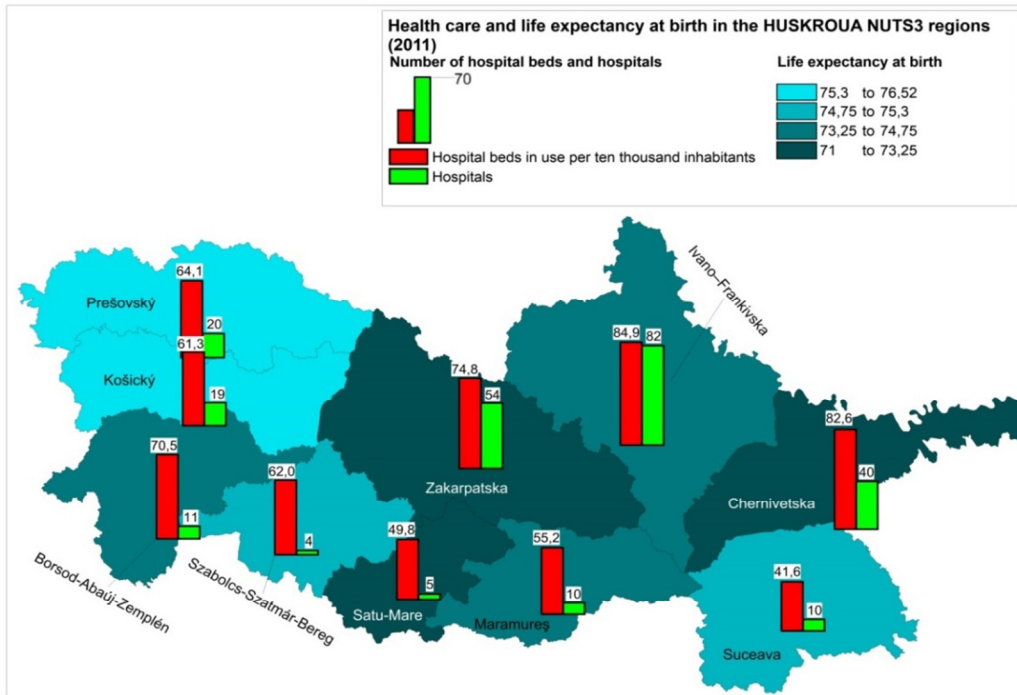 Health care and life expectancy at birth in the HUSKROUA NUTS3 regions
(2011)
Number of hospital beds and hospitals
70
Hospital beds in use per ten thousand inhabitants
Hospitals
Life expectancy at birth
75,3 to 76,52
74,75 to 75,3
73,25 to 74,75
71 to 73,25
Ivano–Frankivska
64,1
Prešovský
20
61,3
Košický
19
84,9
82
74,8
54
82,6
40
70,5
11
62,0
4
Zakarpatska
Chernivetska
49,8
5
55,2
10
41,6
10
Borsod-Abaúj-Zemplén
Szabolcs-Szatmár-Bereg
Satu-Mare
Maramureş
Suceava